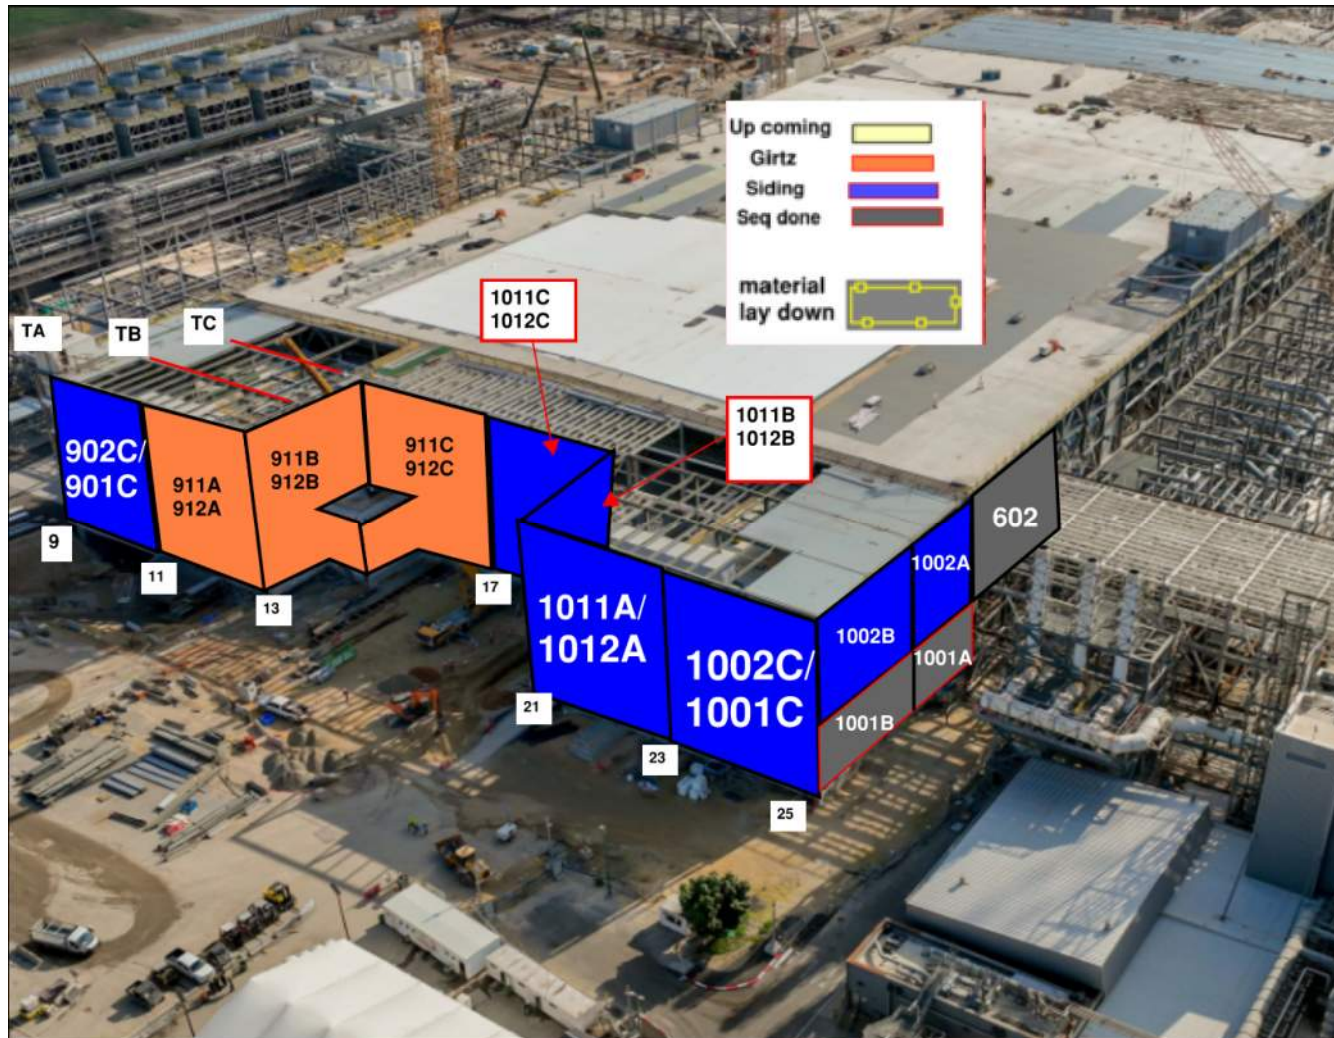 Up coming
Girtz
Siding
Seq done
material
lay down
1011C
1012C
TA
TB
TC
1011B
1012B
902C/
901C
911A
912A
911B
912B
911C
912C
602
1002A
1002B
1001A
1001B
1011A/
1012A
1002C/
1001C
9
11
13
17
21
23
25